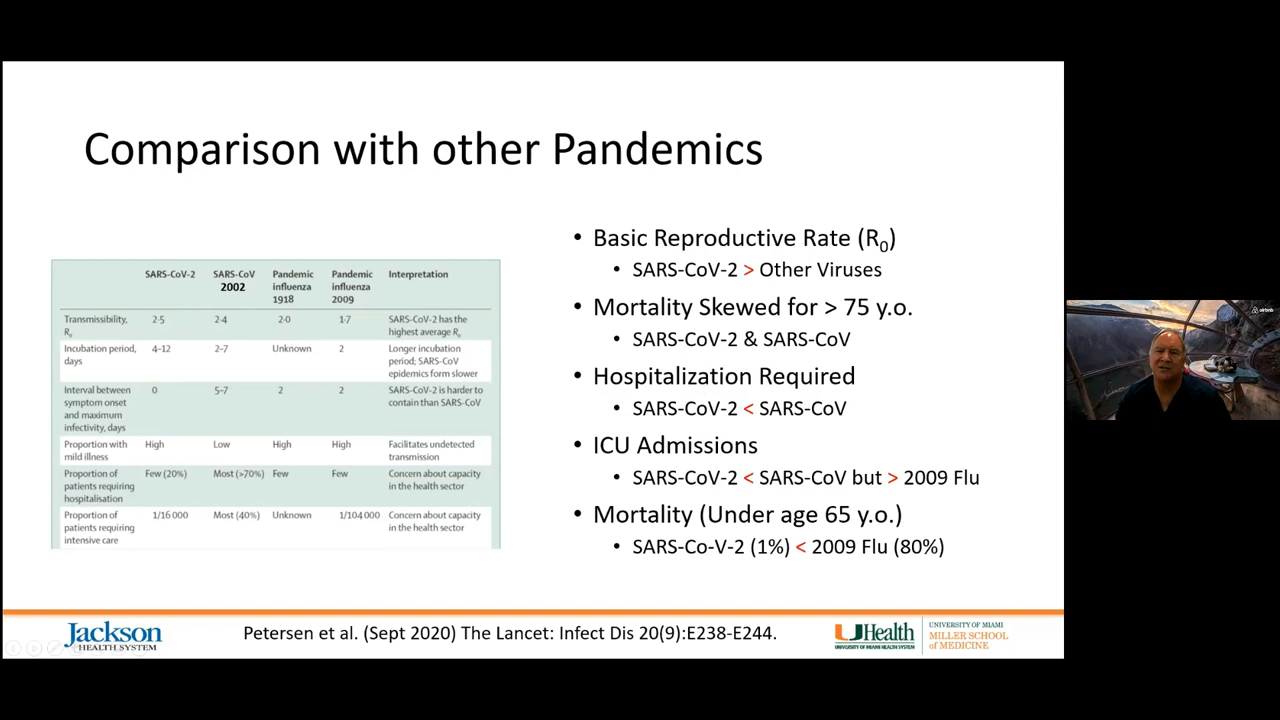 Comparison with other Pandemics
SARS-CoV-2 SARS-CoV 2002 Pandemic influenza 1918 Pandemic influenza 2009 Interpretation
Transmissibility, R₀ 2·5 2·4 2·0 1·7 SARS-CoV-2 has the highest average R₀
Incubation period, days 4–12 2–7 Unknown 2 Longer incubation period; SARS-CoV epidemics form slower
Interval between symptom onset and maximum infectivity, days 0 5–7 2 2 SARS-CoV-2 is harder to contain than SARS-CoV
Proportion with mild illness High Low High High Facilitates undetected transmission
Proportion of patients requiring hospitalisation Few (20%) Most (>70%) Few Few Concern about capacity in the health sector
Proportion of patients requiring intensive care 1/16 000 Most (40%) Unknown 1/104 000 Concern about capacity in the health sector
• Basic Reproductive Rate (R₀)
• SARS-CoV-2 > Other Viruses
• Mortality Skewed for > 75 y.o.
• SARS-CoV-2 & SARS-CoV
• Hospitalization Required
• SARS-CoV-2 < SARS-CoV
• ICU Admissions
• SARS-CoV-2 < SARS-CoV but > 2009 Flu
• Mortality (Under age 65 y.o.)
• SARS-Co-V-2 (1%) < 2009 Flu (80%)
airbnb
Jackson
HEALTH SYSTEM
Petersen et al. (Sept 2020) The Lancet: Infect Dis 20(9):E238-E244.
UHealth
UNIVERSITY OF MIAMI HEALTH SYSTEM
UNIVERSITY OF MIAMI
MILLER SCHOOL
of MEDICINE